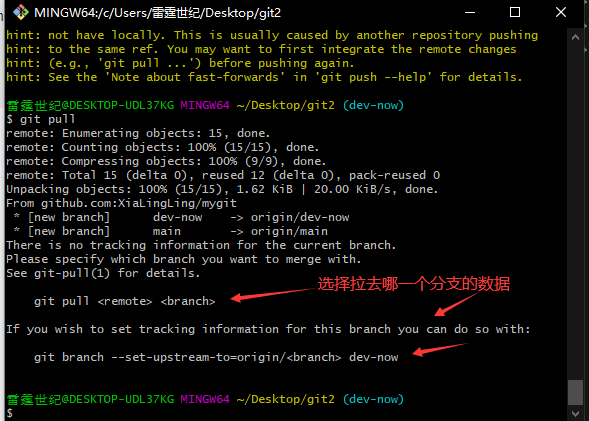 MINGW64:/c/Users/雷霆世纪/Desktop/git2
hint: not have locally. This is usually caused by another repository pushing
hint: to the same ref. You may want to first integrate the remote changes
hint: (e.g., 'git pull ...') before pushing again.
hint: See the 'Note about fast-forwards' in 'git push --help' for details.
雷霆世纪@DESKTOP-UDL37KG MINGW64 ~/Desktop/git2 (dev-now)
$ git pull
remote: Enumerating objects: 15, done.
remote: Counting objects: 100% (15/15), done.
remote: Compressing objects: 100% (9/9), done.
remote: Total 15 (delta 0), reused 12 (delta 0), pack-reused 0
Unpacking objects: 100% (15/15), 1.62 KiB | 20.00 KiB/s, done.
From github.com:XiaLingLing/mygit
 * [new branch]      dev-now    -> origin/dev-now
 * [new branch]      main       -> origin/main
There is no tracking information for the current branch.
Please specify which branch you want to merge with.
See git-pull(1) for details.
选择拉去哪一个分支的数据
    git pull <remote> <branch>
If you wish to set tracking information for this branch you can do so with:
    git branch --set-upstream-to=origin/<branch> dev-now
雷霆世纪@DESKTOP-UDL37KG MINGW64 ~/Desktop/git2 (dev-now)
$